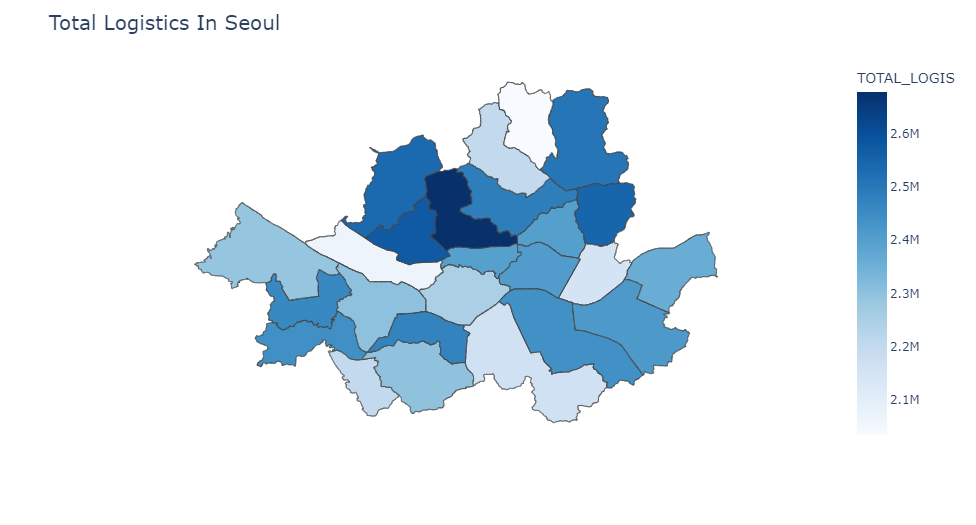 Total Logistics In Seoul
TOTAL_LOGIS
2.6M
2.5M
2.4M
2.3M
2.2M
2.1M